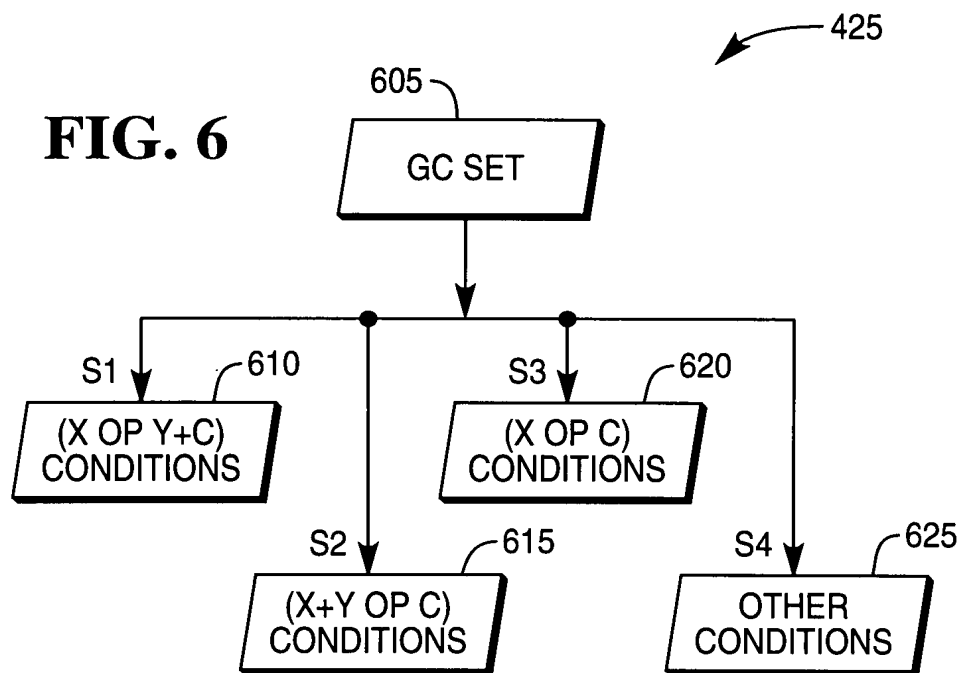 425
605
FIG. 6
GC SET
S1
610
(X OP Y+C)
CONDITIONS
S3
620
(X OP C)
CONDITIONS
S2
615
(X+Y OP C)
CONDITIONS
S4
625
OTHER
CONDITIONS